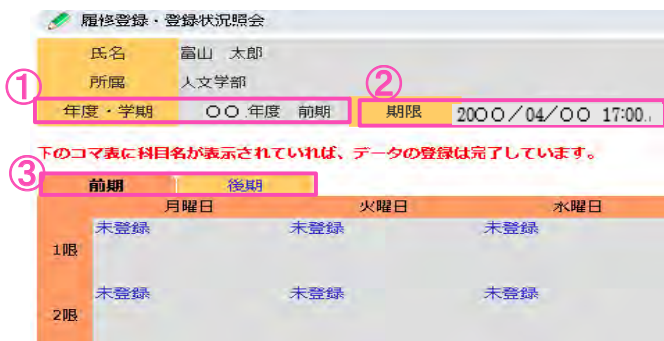 履修登録・登録状況照会
氏名 富山 太郎
所属 人文学部
① ②
年度・学期 〇〇年度 前期 期限 20〇〇/04/〇〇 17:00
下のコマ表に科目名が表示されていれば、データの登録は完了しています。
③
前期 後期
月曜日 火曜日 水曜日
1限 未登録 未登録 未登録
2限 未登録 未登録 未登録